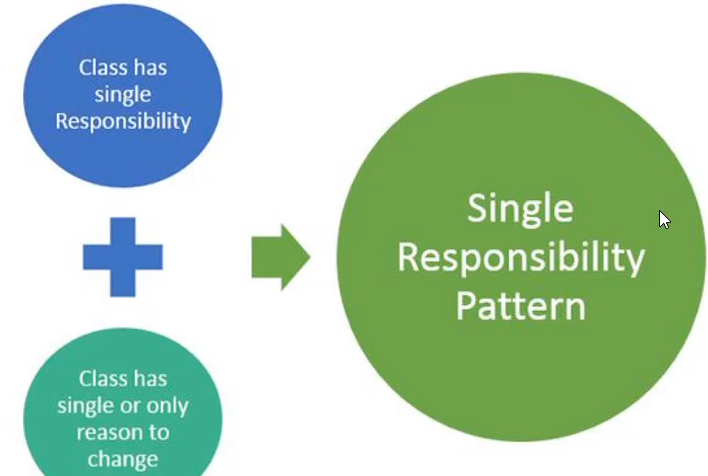 Class has
single
Responsibility
Class has
single or only
reason to
change
Single
Responsibility
Pattern